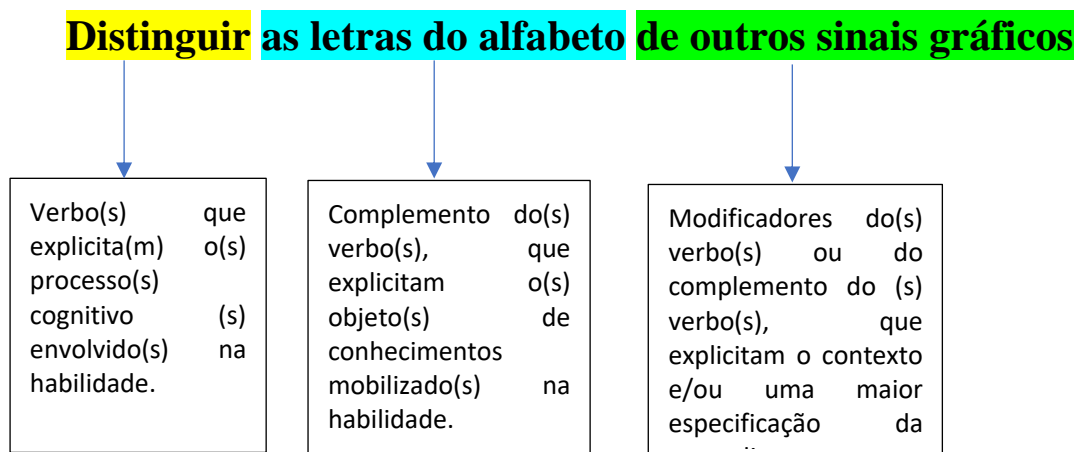 Distinguir as letras do alfabeto de outros sinais gráficos
Verbo(s) que
explicita(m) o(s)
processo(s)
cognitivo (s)
envolvido(s) na
habilidade.
Complemento do(s)
verbo(s), que
explicitam o(s)
objeto(s) de
conhecimentos
mobilizado(s) na
habilidade.
Modificadores do(s)
verbo(s) ou do
complemento do (s)
verbo(s), que
explicitam o contexto
e/ou uma maior
especificação da